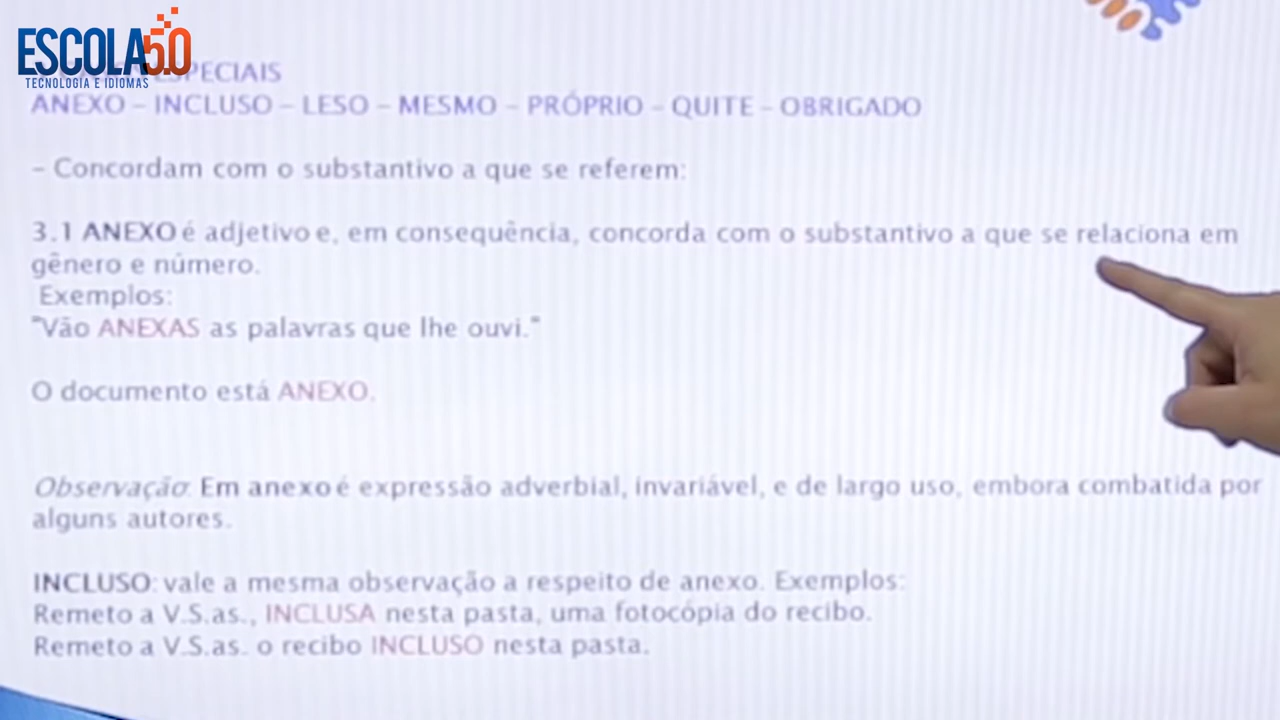 ESCOLA 5.0
TECNOLOGIA E IDIOMAS
ESPECIAIS
ANEXO – INCLUSO – LESO – MESMO – PRÓPRIO – QUITE – OBRIGADO
– Concordam com o substantivo a que se referem:
3.1 ANEXO é adjetivo e, em consequência, concorda com o substantivo a que se relaciona em
gênero e número.
Exemplos:
"Vão ANEXAS as palavras que lhe ouvi."
O documento está ANEXO.
Observação: Em anexo é expressão adverbial, invariável, e de largo uso, embora combatida por
alguns autores.
INCLUSO: vale a mesma observação a respeito de anexo. Exemplos:
Remeto a V.S.as., INCLUSA nesta pasta, uma fotocópia do recibo.
Remeto a V.S.as. o recibo INCLUSO nesta pasta.